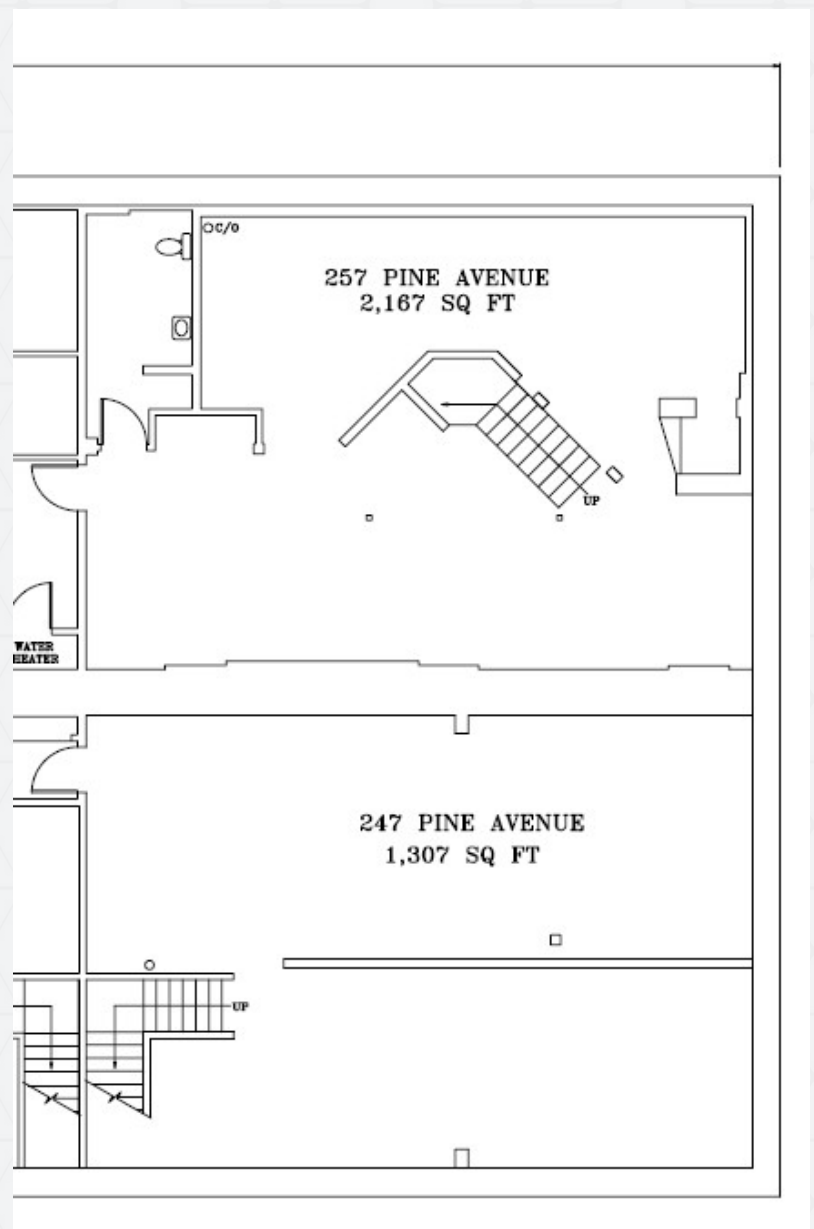 C/O
257 PINE AVENUE
2,167 SQ FT
UP
WATER
HEATER
247 PINE AVENUE
1,307 SQ FT
UP